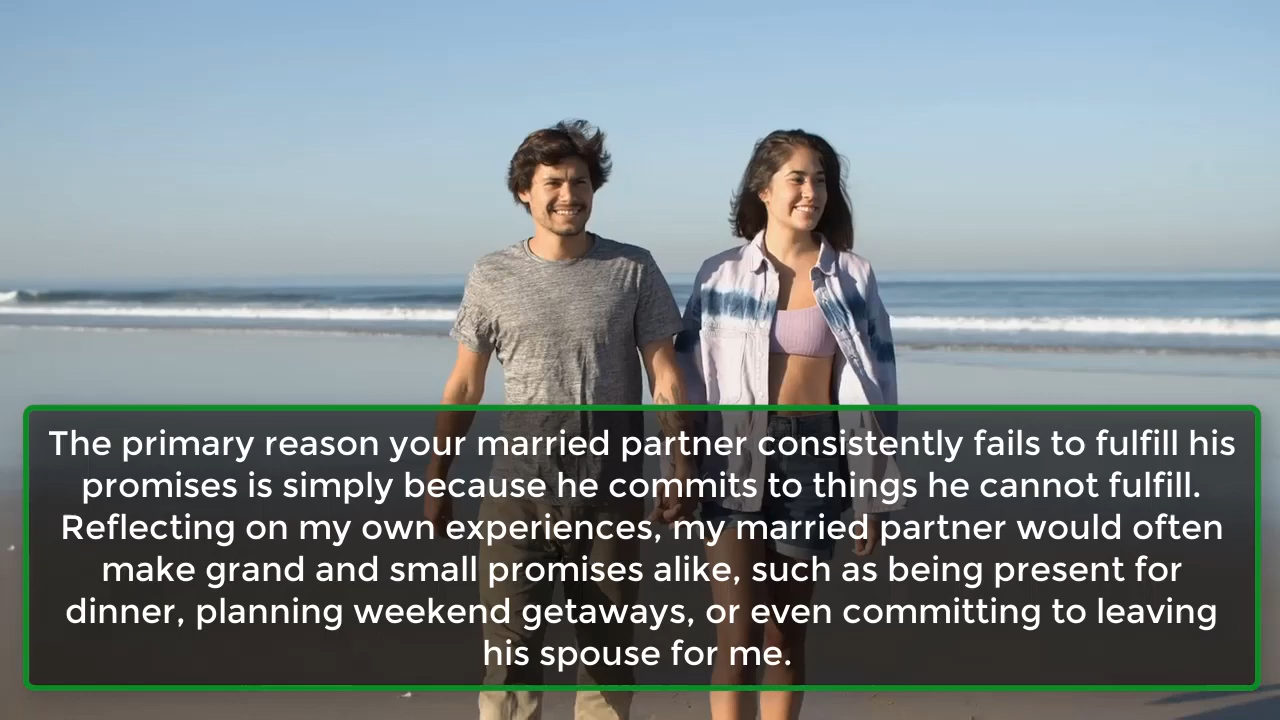 The primary reason your married partner consistently fails to fulfill his
promises is simply because he commits to things he cannot fulfill.
Reflecting on my own experiences, my married partner would often
make grand and small promises alike, such as being present for
dinner, planning weekend getaways, or even committing to leaving
his spouse for me.